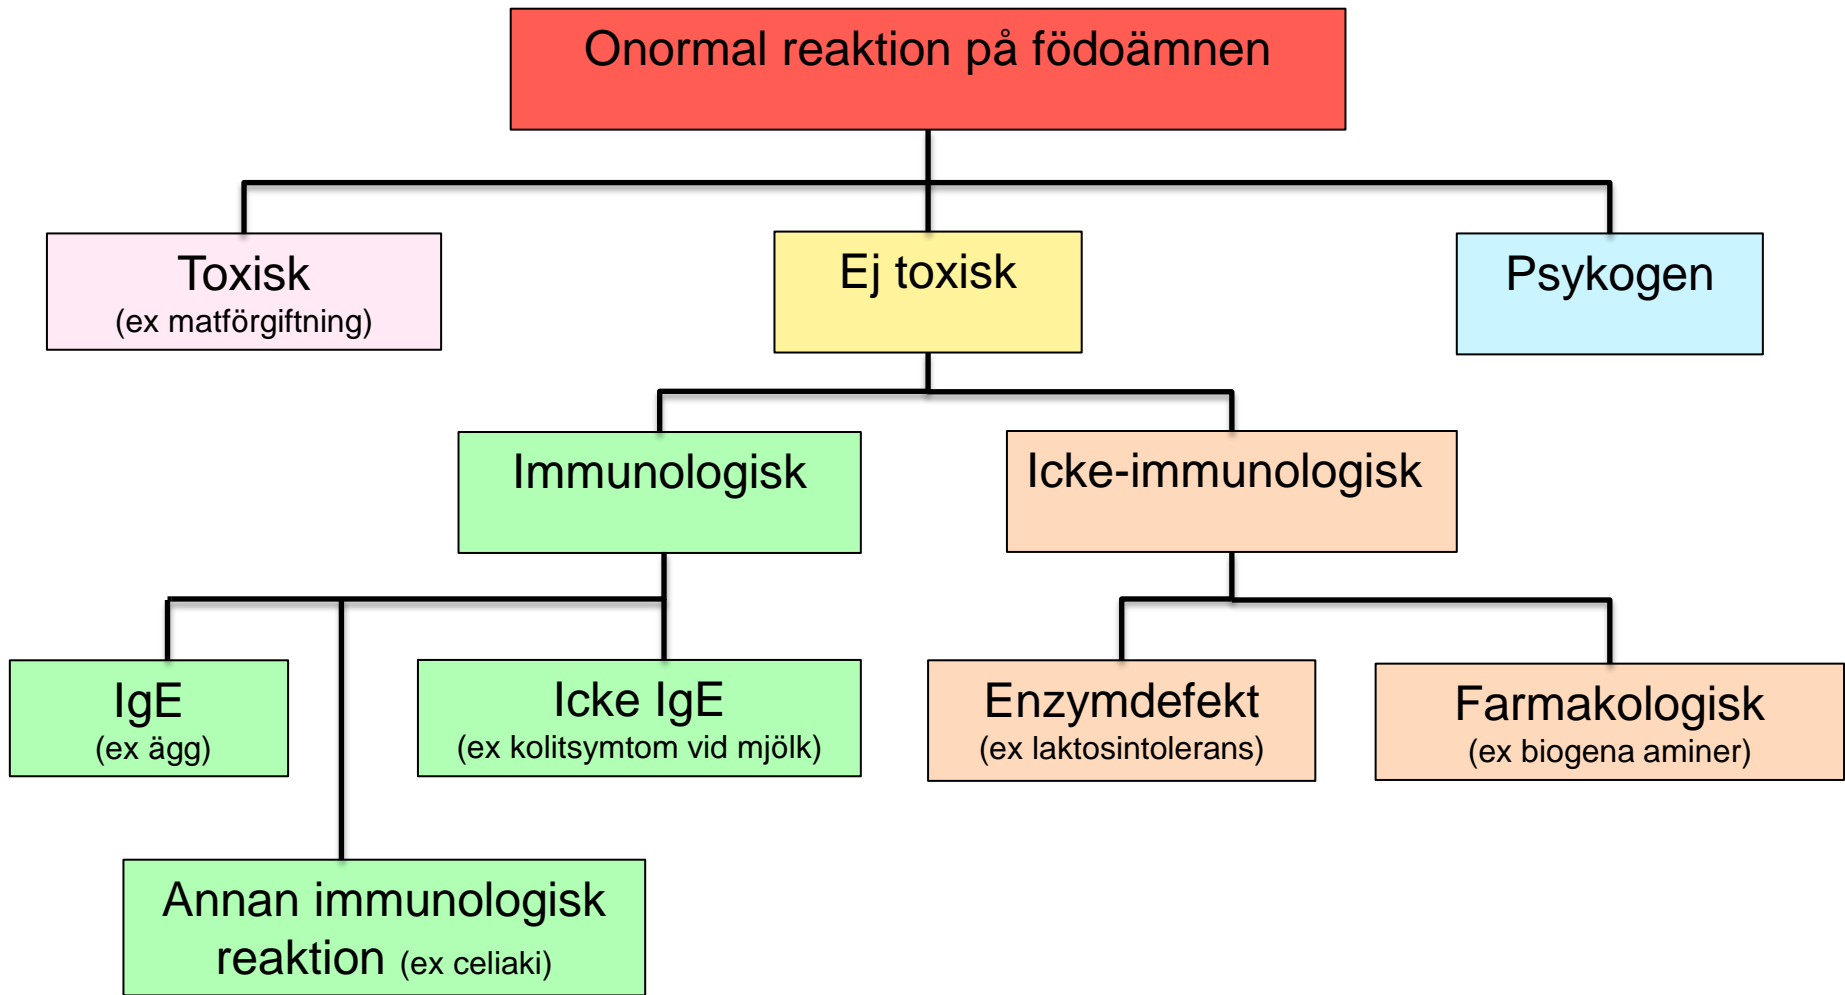 Onormal reaktion på födoämnen
Toxisk
(ex matförgiftning)
Ej toxisk
Psykogen
Immunologisk
Icke-immunologisk
IgE
(ex ägg)
Icke IgE
(ex kolitsymtom vid mjölk)
Enzymdefekt
(ex laktosintolerans)
Farmakologisk
(ex biogena aminer)
Annan immunologisk
reaktion (ex celiaki)